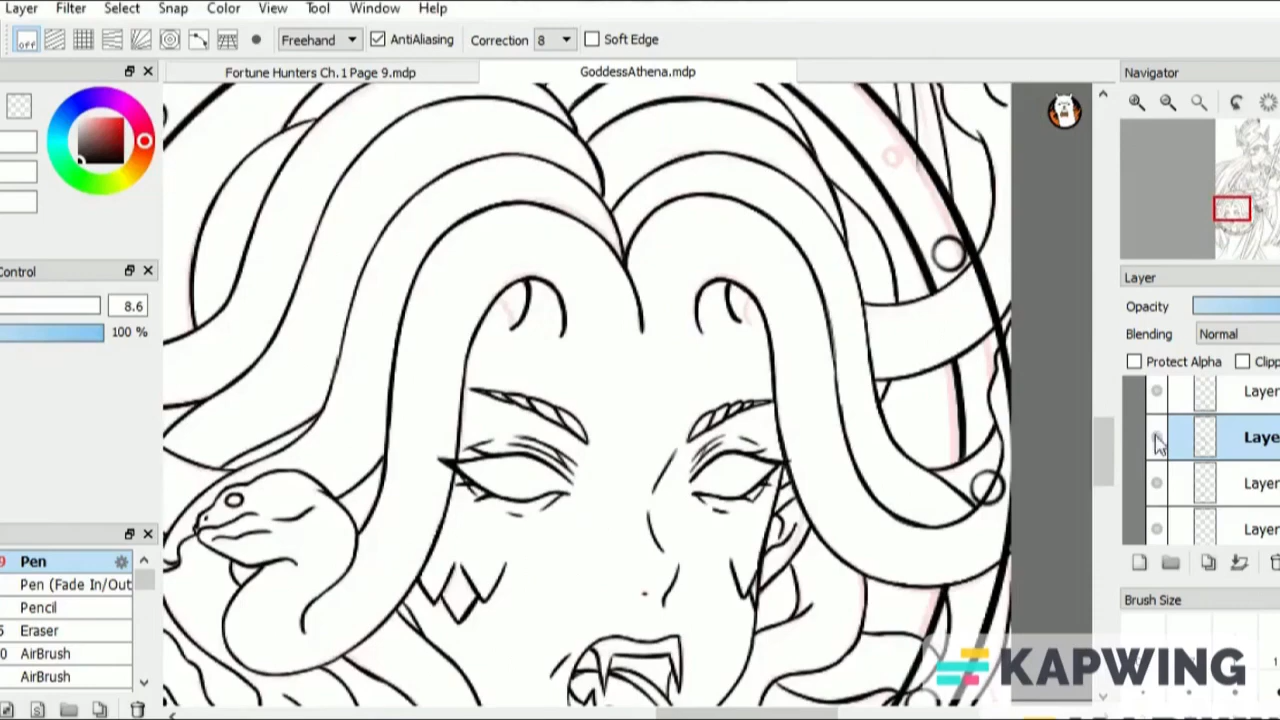 Layer Filter Select Snap Color View Tool Window Help
off Freehand AntiAliasing Correction 8 Soft Edge
Fortune Hunters Ch.1 Page 9.mdp GoddessAthena.mdp
Navigator
Control
8.6
100 %
Layer
Opacity
Blending Normal
Protect Alpha Clipp
Layer
Laye
Layer
Layer
Pen
Pen (Fade In/Out
Pencil
Eraser
AirBrush
AirBrush
Brush Size
KAPWING